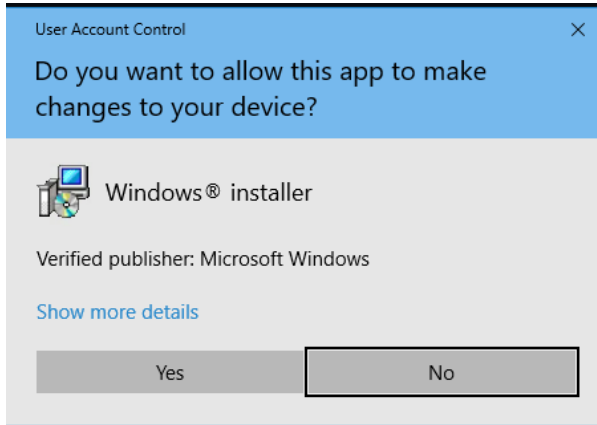 User Account Control
Do you want to allow this app to make
changes to your device?
Windows® installer
Verified publisher: Microsoft Windows
Show more details
Yes
No